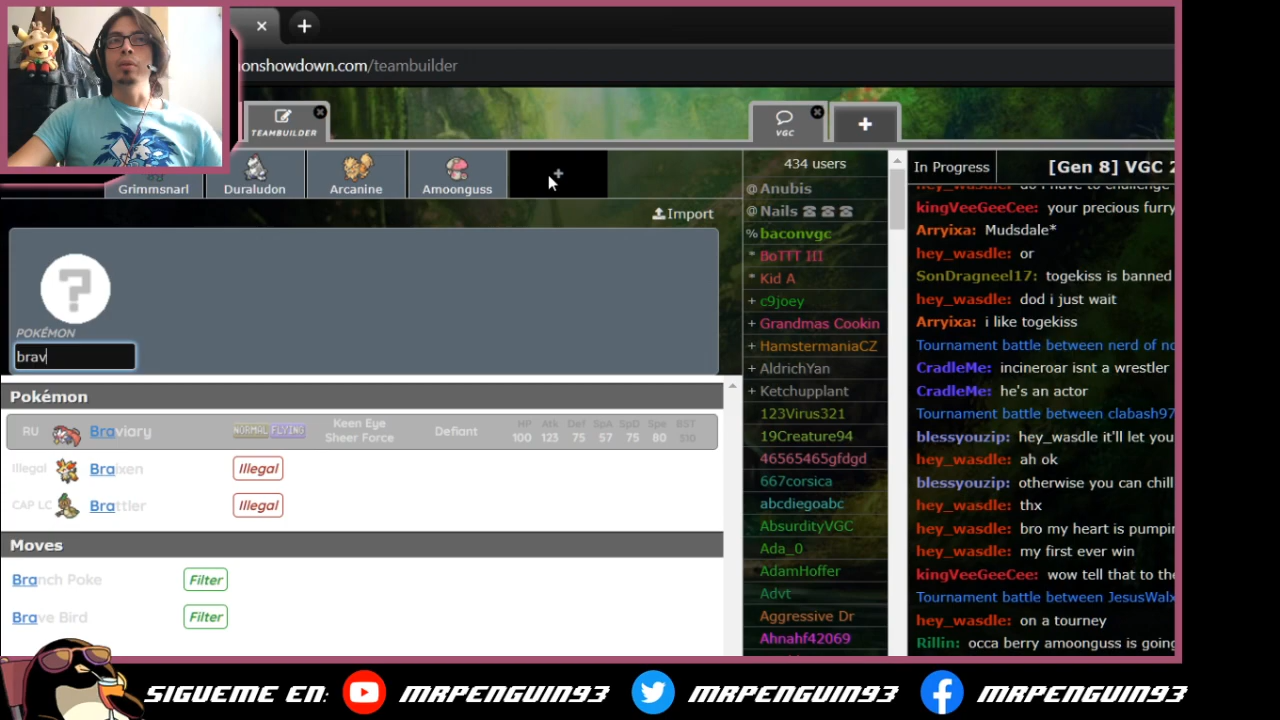 onshowdown.com/teambuilder
TEAMBUILDER
VGC
Grimmsnarl
Duraludon
Arcanine
Amoonguss
Import
POKÉMON
brav
Pokémon
RU Braviary NORMAL FLYING Keen Eye Sheer Force Defiant HP 100 Atk 123 Def 75 SpA 57 SpD 75 Spe 80 BST 510
Illegal Braixen Illegal
CAP LC Brattler Illegal
Moves
Branch Poke Filter
Brave Bird Filter
434 users
@ Anubis
@ Nails ☎ ☎ ☎
% baconvgc
* BoTTT III
* Kid A
+ c9joey
+ Grandmas Cookin
+ HamstermaniaCZ
+ AldrichYan
+ Ketchupplant
123Virus321
19Creature94
46565465gfdgd
667corsica
abcdiegoabc
AbsurdityVGC
Ada_0
AdamHoffer
Advt
Aggressive Dr
Ahnahf42069
In Progress
[Gen 8] VGC 2
hey_wasdle: do i have to challenge
kingVeeGeeCee: your precious furry
Arryixa: Mudsdale*
hey_wasdle: or
SonDragneel17: togekiss is banned
hey_wasdle: dod i just wait
Arryixa: i like togekiss
Tournament battle between nerd of no
CradleMe: incineroar isnt a wrestler
CradleMe: he's an actor
Tournament battle between clabash97
blessyouzip: hey_wasdle it'll let you
hey_wasdle: ah ok
blessyouzip: otherwise you can chill
hey_wasdle: thx
hey_wasdle: bro my heart is pumpin
hey_wasdle: my first ever win
kingVeeGeeCee: wow tell that to the
Tournament battle between JesusWalx
hey_wasdle: on a tourney
Rillin: occa berry amoonguss is going
SIGUEME EN: MRPENGUIN93 MRPENGUIN93 MRPENGUIN93